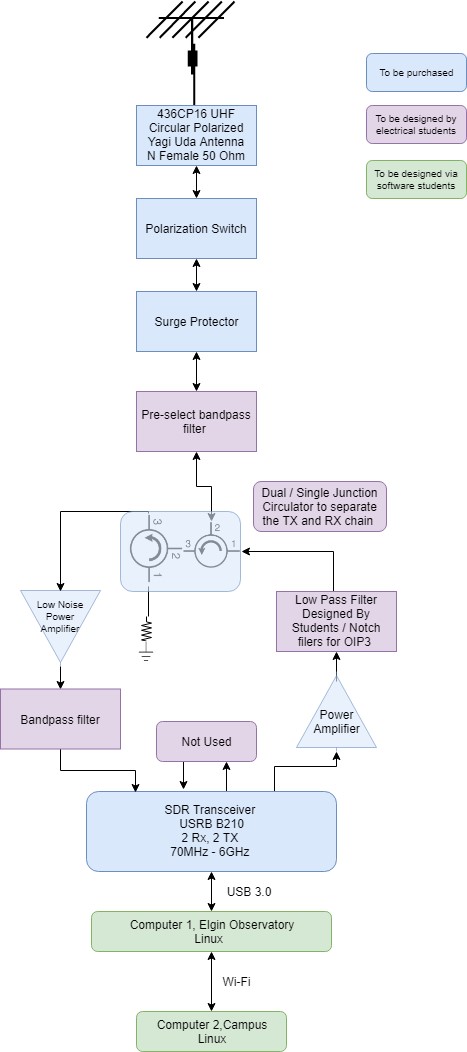 436CP16 UHF
Circular Polarized
Yagi Uda Antenna
N Female 50 Ohm
To be purchased
To be designed by
electrical students
To be designed via
software students
Polarization Switch
Surge Protector
Pre-select bandpass
filter
Dual / Single Junction
Circulator to separate
the TX and RX chain
3
2
1
2
3
1
Low Noise
Power
Amplifier
Low Pass Filter
Designed By
Students / Notch
filers for OIP3
Bandpass filter
Not Used
Power
Amplifier
SDR Transceiver
USRB B210
2 Rx, 2 TX
70MHz - 6GHz
USB 3.0
Computer 1, Elgin Observatory
Linux
Wi-Fi
Computer 2,Campus
Linux